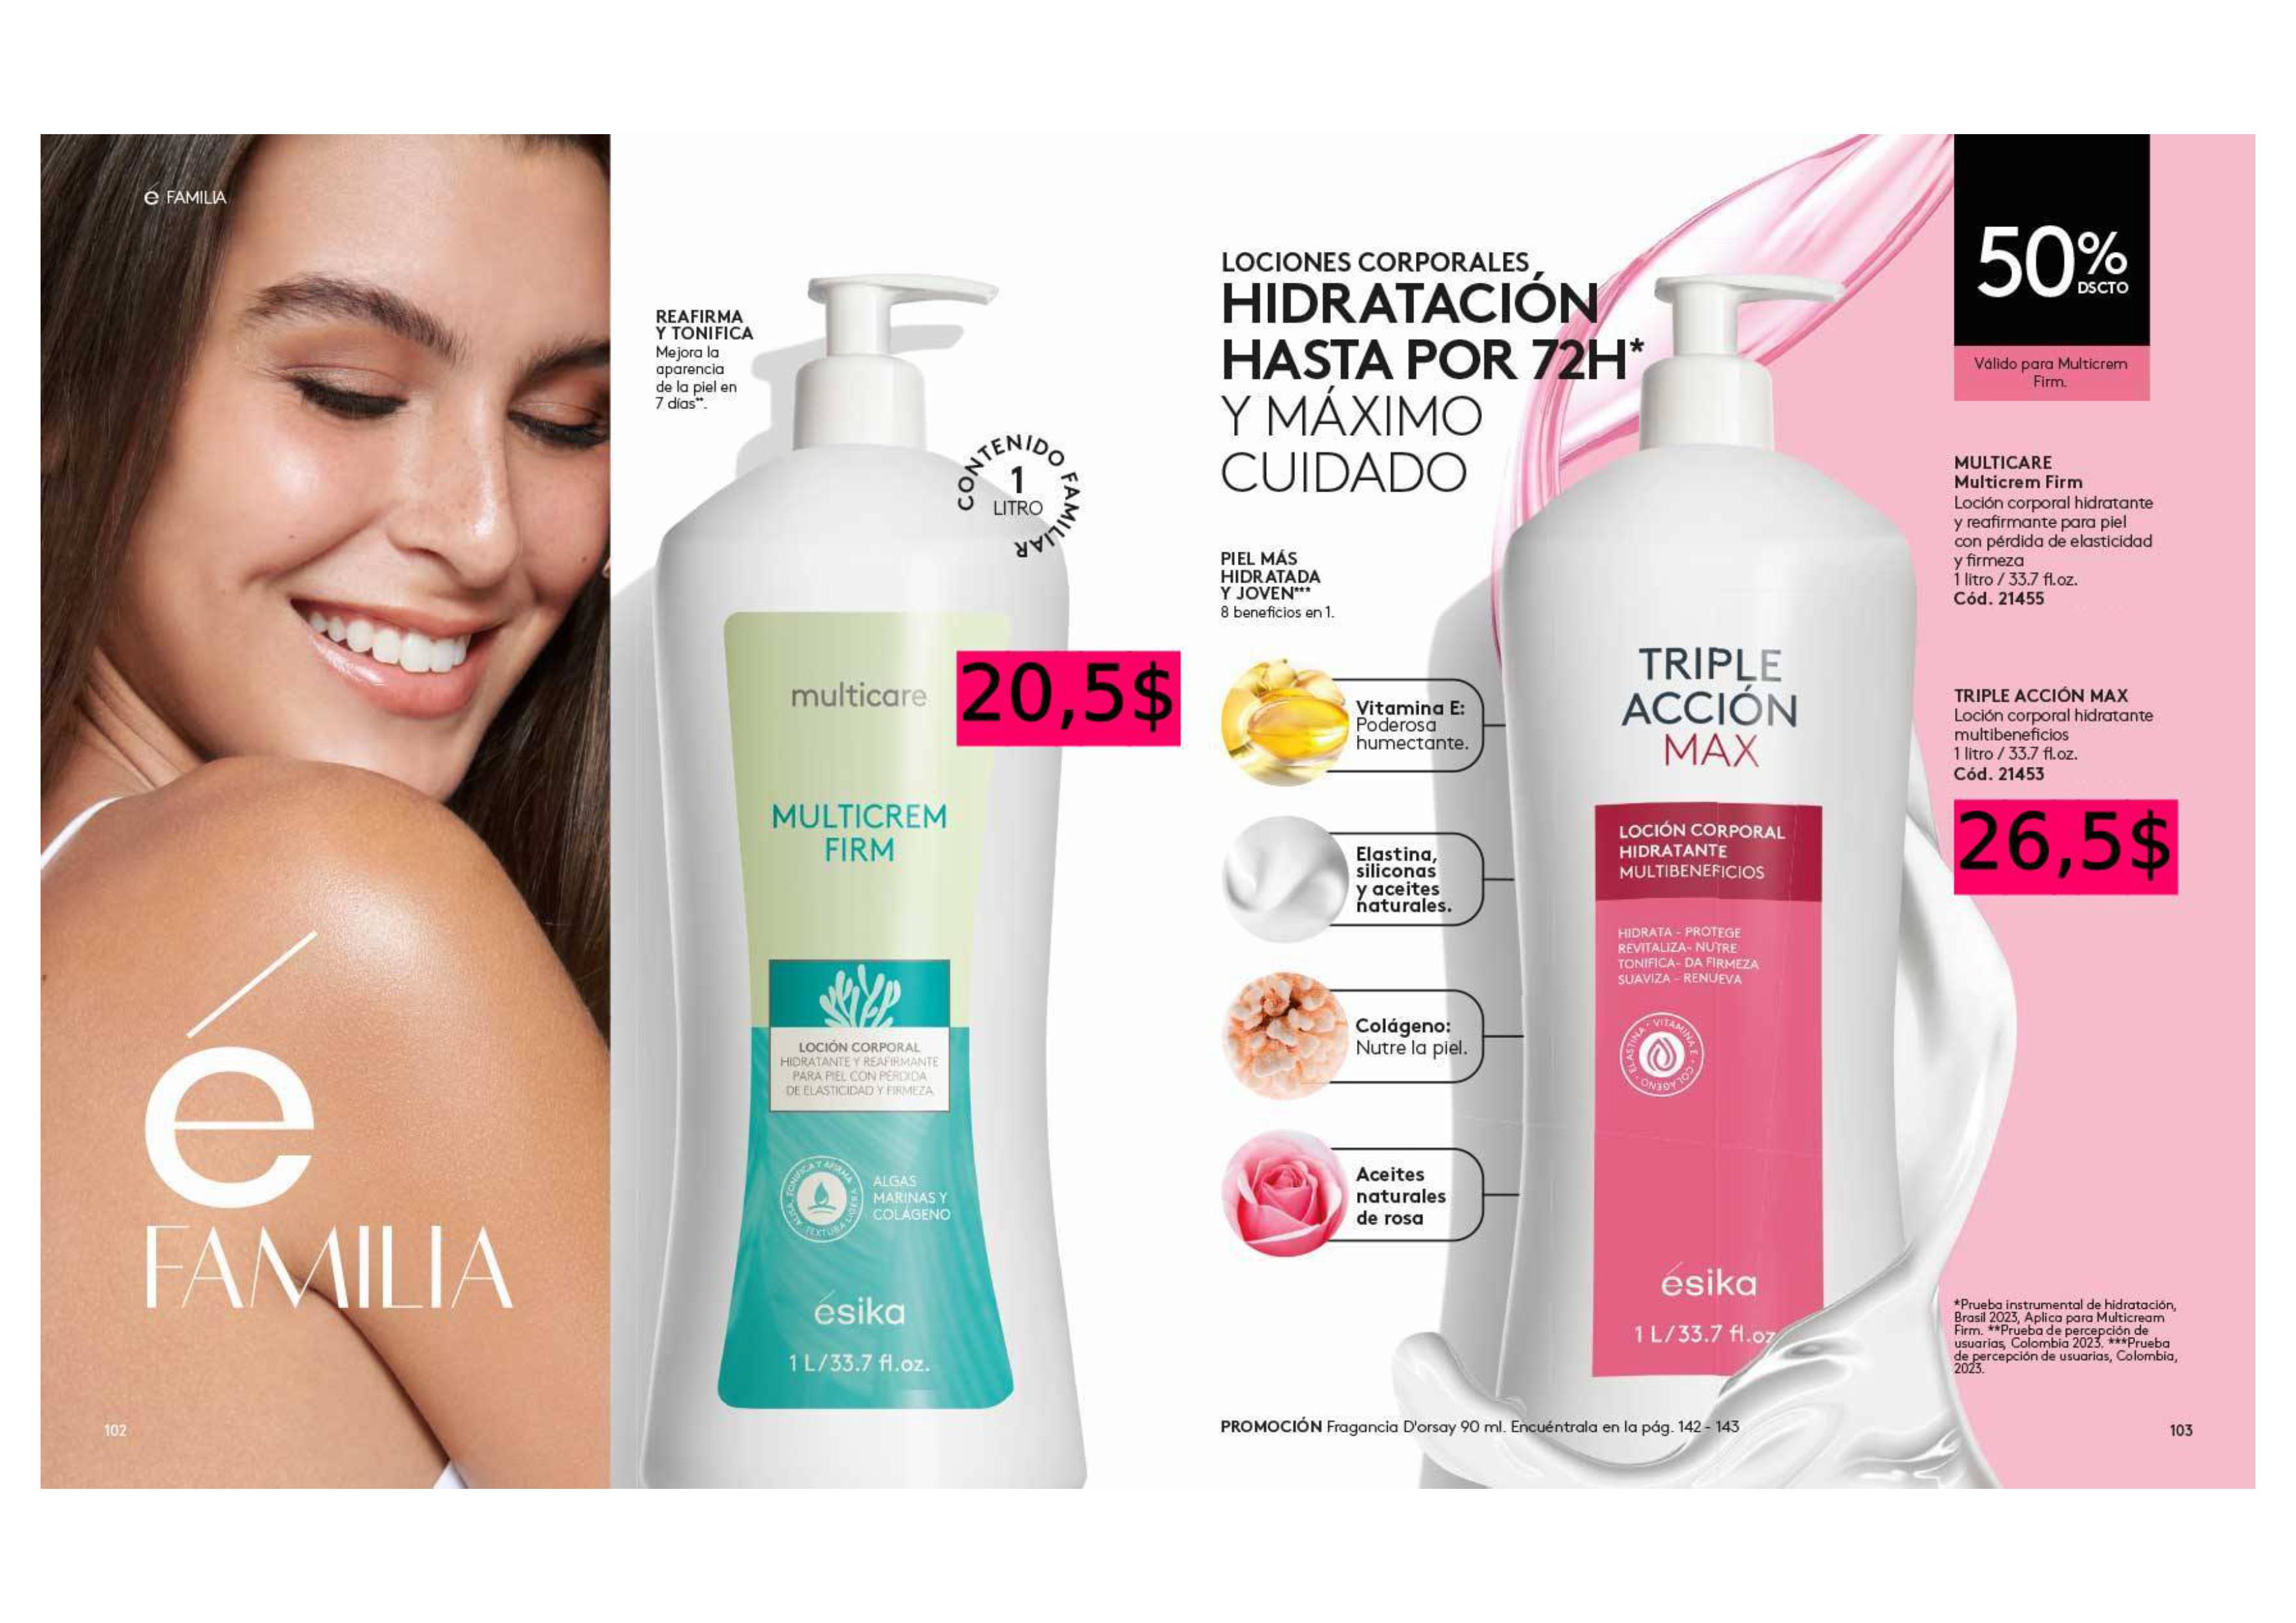 é FAMILIA
é
FAMILIA
102
REAFIRMA
Y TONIFICA
Mejora la
aparencia
de la piel en
7 días**.
CONTENIDO FAMILIAR
1
LITRO
multicare
20,5$
MULTICREM
FIRM
LOCIÓN CORPORAL
HIDRATANTE Y REAFIRMANTE
PARA PIEL CON PÉRDIDA
DE ELASTICIDAD Y FIRMEZA
ALISA · TONIFICA Y AFIRMA · TEXTURA LIGERA
ALGAS
MARINAS Y
COLÁGENO
ésika
1 L/33.7 fl.oz.
LOCIONES CORPORALES
HIDRATACIÓN
HASTA POR 72H*
Y MÁXIMO
CUIDADO
PIEL MÁS
HIDRATADA
Y JOVEN***
8 beneficios en 1.
Vitamina E:
Poderosa
humectante.
Elastina,
siliconas
y aceites
naturales.
Colágeno:
Nutre la piel.
Aceites
naturales
de rosa
TRIPLE
ACCIÓN
MAX
LOCIÓN CORPORAL
HIDRATANTE
MULTIBENEFICIOS
HIDRATA - PROTEGE
REVITALIZA- NUTRE
TONIFICA- DA FIRMEZA
SUAVIZA - RENUEVA
ELASTINA · VITAMINA E · COLÁGENO ·
ésika
1 L/33.7 fl.oz
PROMOCIÓN Fragancia D'orsay 90 ml. Encuéntrala en la pág. 142 - 143
50%
DSCTO
Válido para Multicrem
Firm.
MULTICARE
Multicrem Firm
Loción corporal hidratante
y reafirmante para piel
con pérdida de elasticidad
y firmeza
1 litro / 33.7 fl.oz.
Cód. 21455
TRIPLE ACCIÓN MAX
Loción corporal hidratante
multibeneficios
1 litro / 33.7 fl.oz.
Cód. 21453
26,5$
*Prueba instrumental de hidratación,
Brasil 2023, Aplica para Multicream
Firm. **Prueba de percepción de
usuarias, Colombia 2023. ***Prueba
de percepción de usuarias, Colombia,
2023.
103